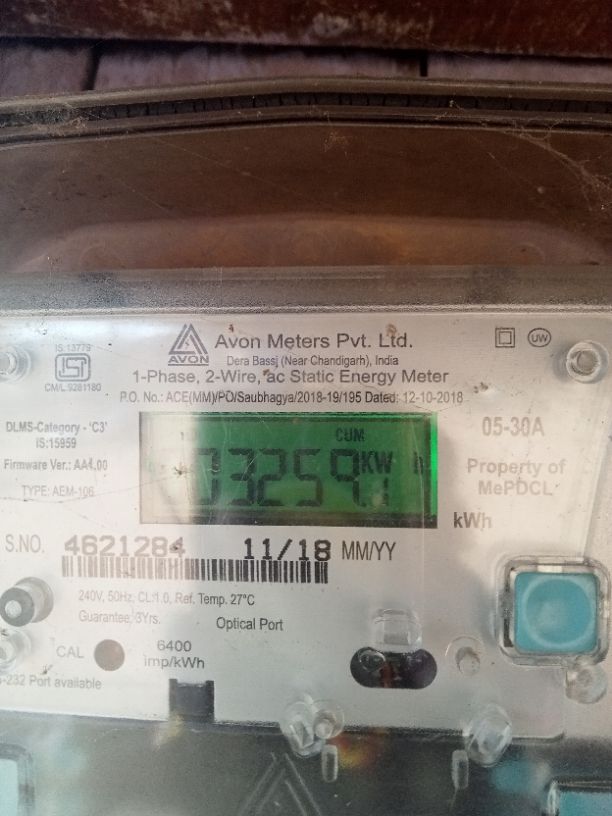 IS:13779
AVON
Avon Meters Pvt. Ltd.
UW
Dera Bassi (Near Chandigarh), India
CM/L:9281180
1-Phase, 2-Wire, ac Static Energy Meter
P.O. No.: ACE(MM)/PO/Saubhagya/2018-19/195 Dated: 12-10-2018
DLMS-Category - 'C3'
IS:15959
CUM
05-30A
Firmware Ver.: AA1.00
03259.1 KW h
Property of
MePDCL
TYPE: AEM-106
kWh
S.NO. 4621284 11/18 MM/YY
240V, 50Hz, CL:1.0, Ref. Temp. 27°C
Guarantee: 3Yrs.
Optical Port
CAL
6400
imp/kWh
-232 Port available